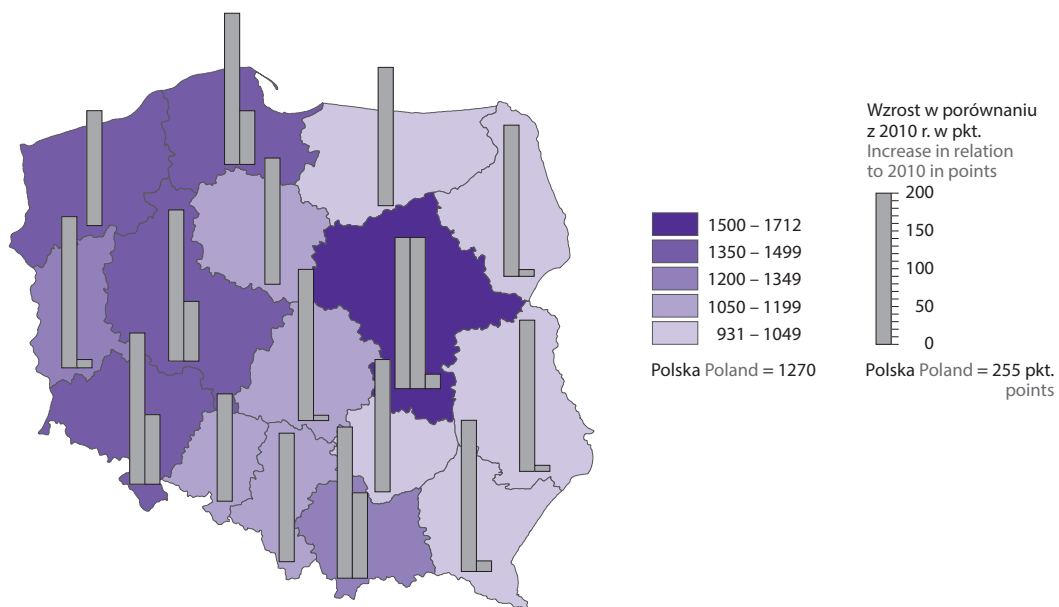 Wzrost w porównaniu
z 2010 r. w pkt.
Increase in relation
to 2010 in points
200
150
100
50
0
1500 – 1712
1350 – 1499
1200 – 1349
1050 – 1199
931 – 1049
Polska Poland = 1270
Polska Poland = 255 pkt.
points